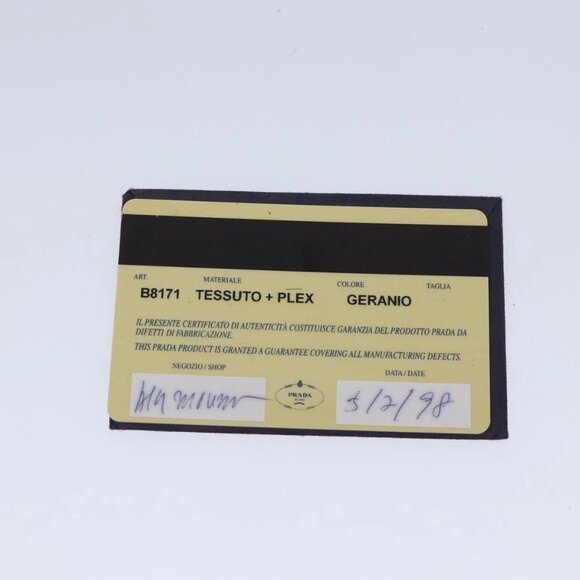 ART. MATERIALE COLORE TAGLIA
B8171 TESSUTO + PLEX GERANIO
IL PRESENTE CERTIFICATO DI AUTENTICITÀ COSTITUISCE GARANZIA DEL PRODOTTO PRADA DA
DIFETTI DI FABBRICAZIONE.
THIS PRADA PRODUCT IS GRANTED A GUARANTEE COVERING ALL MANUFACTURING DEFECTS.
NEGOZIO / SHOP DATA / DATE
PRADA
MILANO
5/2/98